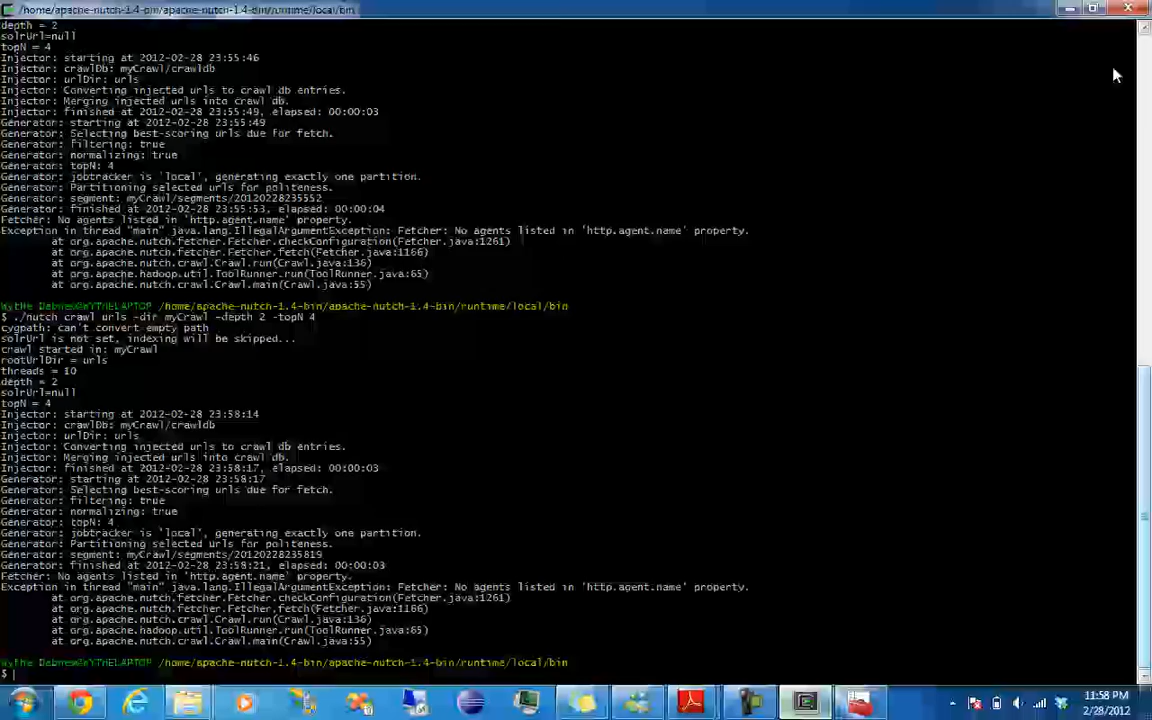 /home/apache-nutch-1.4-bin/apache-nutch-1.4-bin/runtime/local/bin
depth = 2
solrUrl=null
topN = 4
Injector: starting at 2012-02-28 23:55:46
Injector: crawlDb: myCrawl/crawldb
Injector: urlDir: urls
Injector: Converting injected urls to crawl db entries.
Injector: Merging injected urls into crawl db.
Injector: finished at 2012-02-28 23:55:49, elapsed: 00:00:03
Generator: starting at 2012-02-28 23:55:49
Generator: Selecting best-scoring urls due for fetch.
Generator: filtering: true
Generator: normalizing: true
Generator: topN: 4
Generator: jobtracker is 'local', generating exactly one partition.
Generator: Partitioning selected urls for politeness.
Generator: segment: myCrawl/segments/20120228235552
Generator: finished at 2012-02-28 23:55:53, elapsed: 00:00:04
Fetcher: No agents listed in 'http.agent.name' property.
Exception in thread "main" java.lang.IllegalArgumentException: Fetcher: No agents listed in 'http.agent.name' property.
at org.apache.nutch.fetcher.Fetcher.checkConfiguration(Fetcher.java:1261)
at org.apache.nutch.fetcher.Fetcher.fetch(Fetcher.java:1166)
at org.apache.nutch.crawl.Crawl.run(Crawl.java:136)
at org.apache.hadoop.util.ToolRunner.run(ToolRunner.java:65)
at org.apache.nutch.crawl.Crawl.main(Crawl.java:55)
/home/apache-nutch-1.4-bin/apache-nutch-1.4-bin/runtime/local/bin
$ ./nutch crawl urls -dir myCrawl -depth 2 -topN 4
cygpath: can't convert empty path
solrUrl is not set, indexing will be skipped...
crawl started in: myCrawl
rootUrlDir = urls
threads = 10
depth = 2
solrUrl=null
topN = 4
Injector: starting at 2012-02-28 23:58:14
Injector: crawlDb: myCrawl/crawldb
Injector: urlDir: urls
Injector: Converting injected urls to crawl db entries.
Injector: Merging injected urls into crawl db.
Injector: finished at 2012-02-28 23:58:17, elapsed: 00:00:03
Generator: starting at 2012-02-28 23:58:17
Generator: Selecting best-scoring urls due for fetch.
Generator: filtering: true
Generator: normalizing: true
Generator: topN: 4
Generator: jobtracker is 'local', generating exactly one partition.
Generator: Partitioning selected urls for politeness.
Generator: segment: myCrawl/segments/20120228235819
Generator: finished at 2012-02-28 23:58:21, elapsed: 00:00:03
Fetcher: No agents listed in 'http.agent.name' property.
Exception in thread "main" java.lang.IllegalArgumentException: Fetcher: No agents listed in 'http.agent.name' property.
at org.apache.nutch.fetcher.Fetcher.checkConfiguration(Fetcher.java:1261)
at org.apache.nutch.fetcher.Fetcher.fetch(Fetcher.java:1166)
at org.apache.nutch.crawl.Crawl.run(Crawl.java:136)
at org.apache.hadoop.util.ToolRunner.run(ToolRunner.java:65)
at org.apache.nutch.crawl.Crawl.main(Crawl.java:55)
/home/apache-nutch-1.4-bin/apache-nutch-1.4-bin/runtime/local/bin
$
11:58 PM
2/28/2012